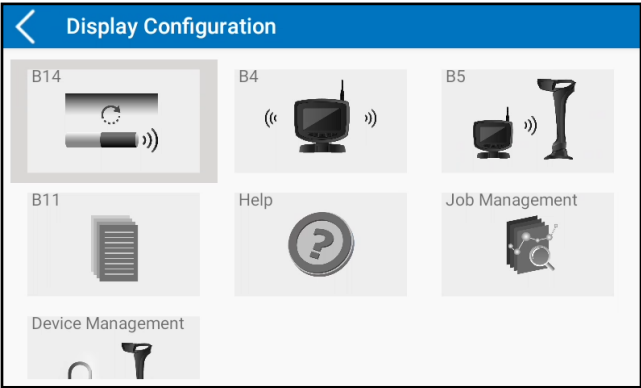 Display Configuration
B14
B4
B5
B11
Help
Job Management
Device Management